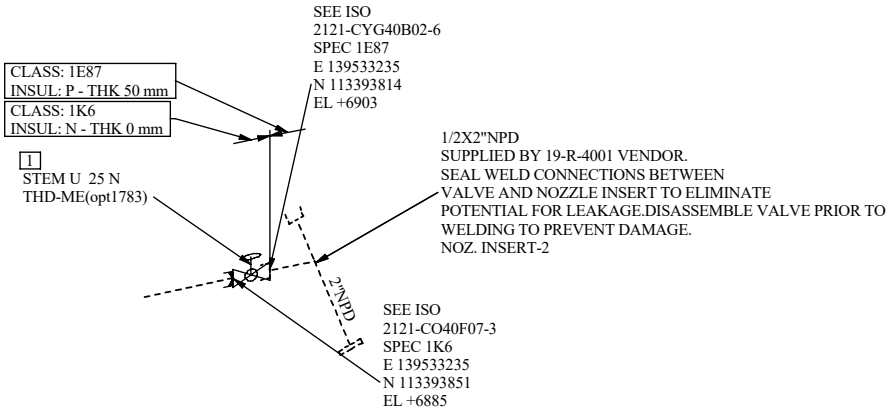 SEE ISO
2121-CYG40B02-6
SPEC 1E87
E 139533235
N 113393814
EL +6903
CLASS: 1E87
INSUL: P - THK 50 mm
CLASS: 1K6
INSUL: N - THK 0 mm
1
STEM U 25 N
THD-ME(opt1783)
1/2X2"NPD
SUPPLIED BY 19-R-4001 VENDOR.
SEAL WELD CONNECTIONS BETWEEN
VALVE AND NOZZLE INSERT TO ELIMINATE
POTENTIAL FOR LEAKAGE.DISASSEMBLE VALVE PRIOR TO
WELDING TO PREVENT DAMAGE.
NOZ. INSERT-2
2"NPD
SEE ISO
2121-CO40F07-3
SPEC 1K6
E 139533235
N 113393851
EL +6885